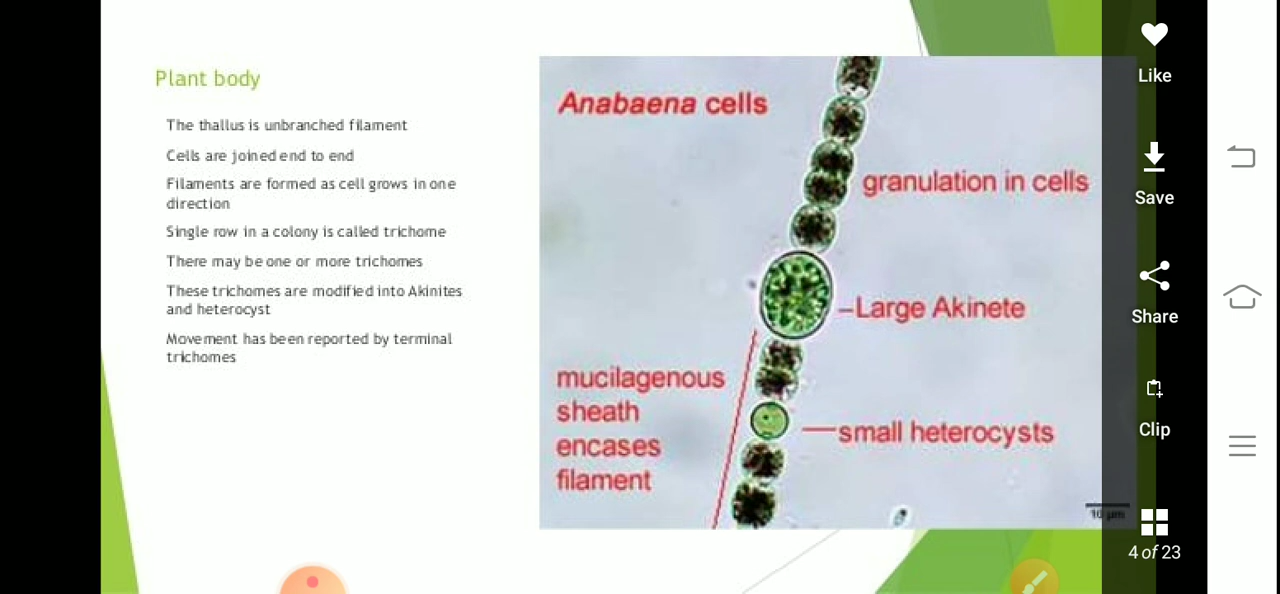 Plant body
The thallus is unbranched filament
Cells are joined end to end
Filaments are formed as cell grows in one
direction
Single row in a colony is called trichome
There may be one or more trichomes
These trichomes are modified into Akinites
and heterocyst
Movement has been reported by terminal
trichomes
Anabaena cells
granulation in cells
–Large Akinete
mucilagenous
sheath
encases
filament
small heterocysts
10 µm
Like
Save
Share
Clip
4 of 23